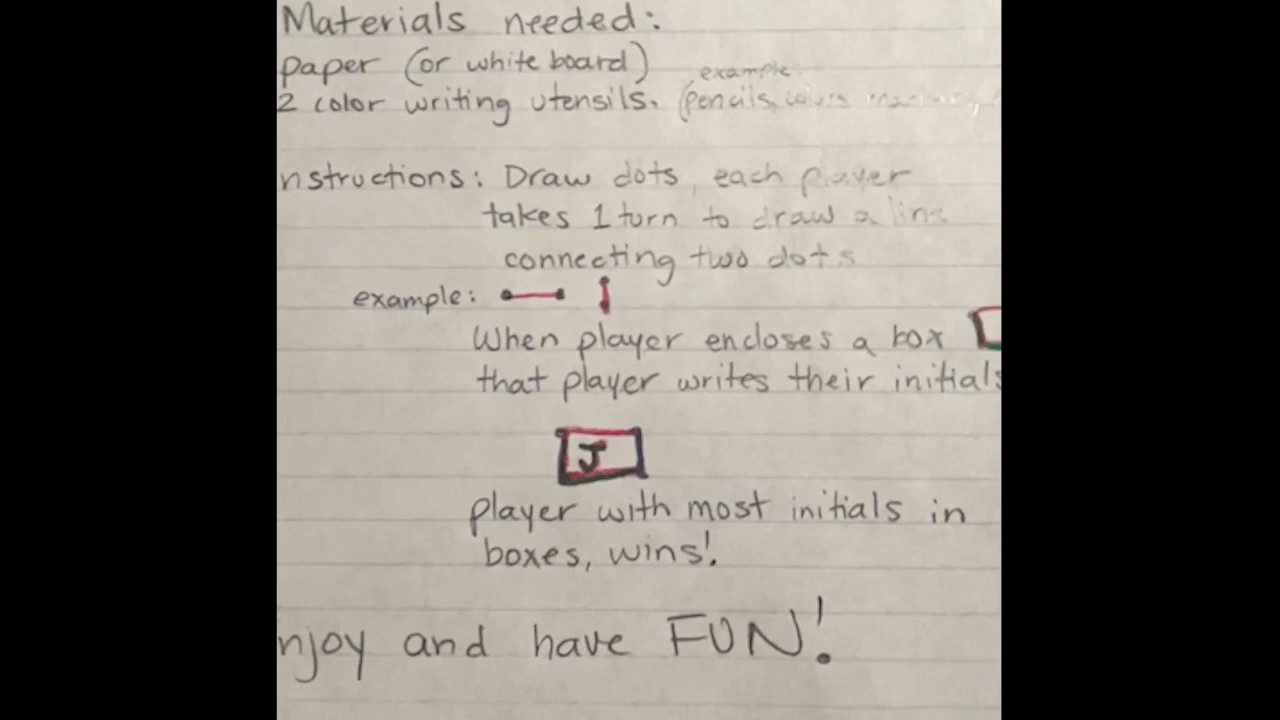 Materials needed:
paper (or white board)
example:
2 color writing utensils. (pencils,
nstructions: Draw dots, each player
takes 1 turn to draw a line
connecting two dots
example:
When player encloses a box
that player writes their initials
J
player with most initials in
boxes, wins!
njoy and have FUN!